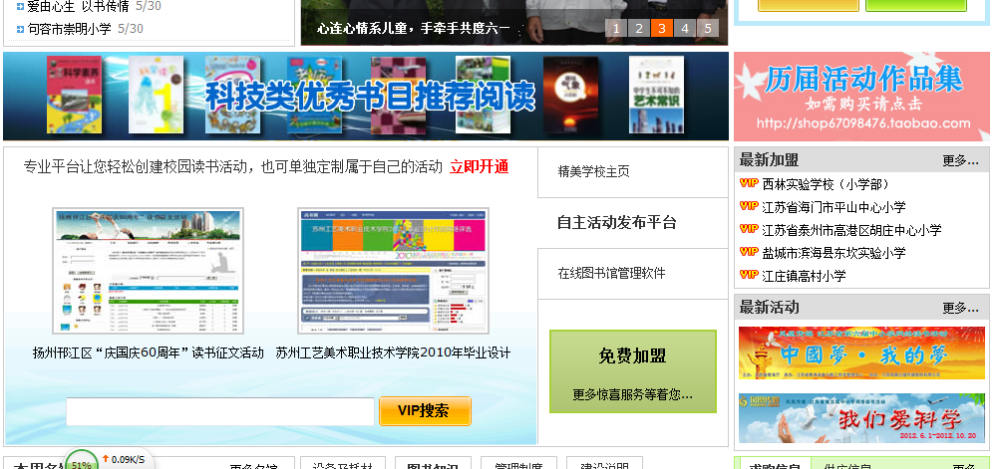 爱由心生 以书传情 5/30
句容市崇明小学 5/30
心连心情系儿童，手牵手共度六一
1 2 3 4 5
科技类优秀书目推荐阅读
历届活动作品集
如需购买请点击
http://shop67098476.taobao.com
专业平台让您轻松创建校园读书活动，也可单独定制属于自己的活动 立即开通
扬州邗江区“庆国庆60周年”读书征文活动
苏州工艺美术职业技术学院2010年毕业设计
VIP搜索
精美学校主页
自主活动发布平台
在线图书馆管理软件
免费加盟
更多惊喜服务等着您...
最新加盟 更多...
VIP 西林实验学校（小学部）
VIP 江苏省海门市平山中心小学
VIP 江苏省泰州市高港区胡庄中心小学
VIP 盐城市滨海县东坎实验小学
VIP 江庄镇高村小学
最新活动 更多...
中國夢·我的夢
我们爱科学
2012.6.1-2012.10.20
51% 0.09K/S
设备及耗材
图书知识
管理制度
建设说明
求购信息
供应信息